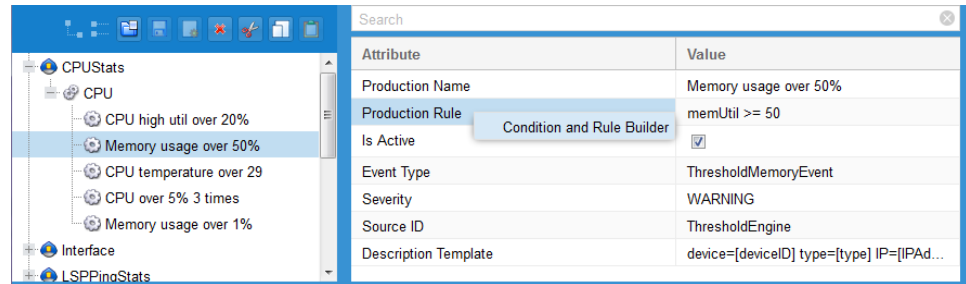 Search
CPUStats
CPU
CPU high util over 20%
Memory usage over 50%
CPU temperature over 29
CPU over 5% 3 times
Memory usage over 1%
Interface
LSPPingStats
Attribute Value
Production Name Memory usage over 50%
Production Rule memUtil >= 50
Condition and Rule Builder
Is Active
Event Type ThresholdMemoryEvent
Severity WARNING
Source ID ThresholdEngine
Description Template device=[deviceID] type=[type] IP=[IPAd...